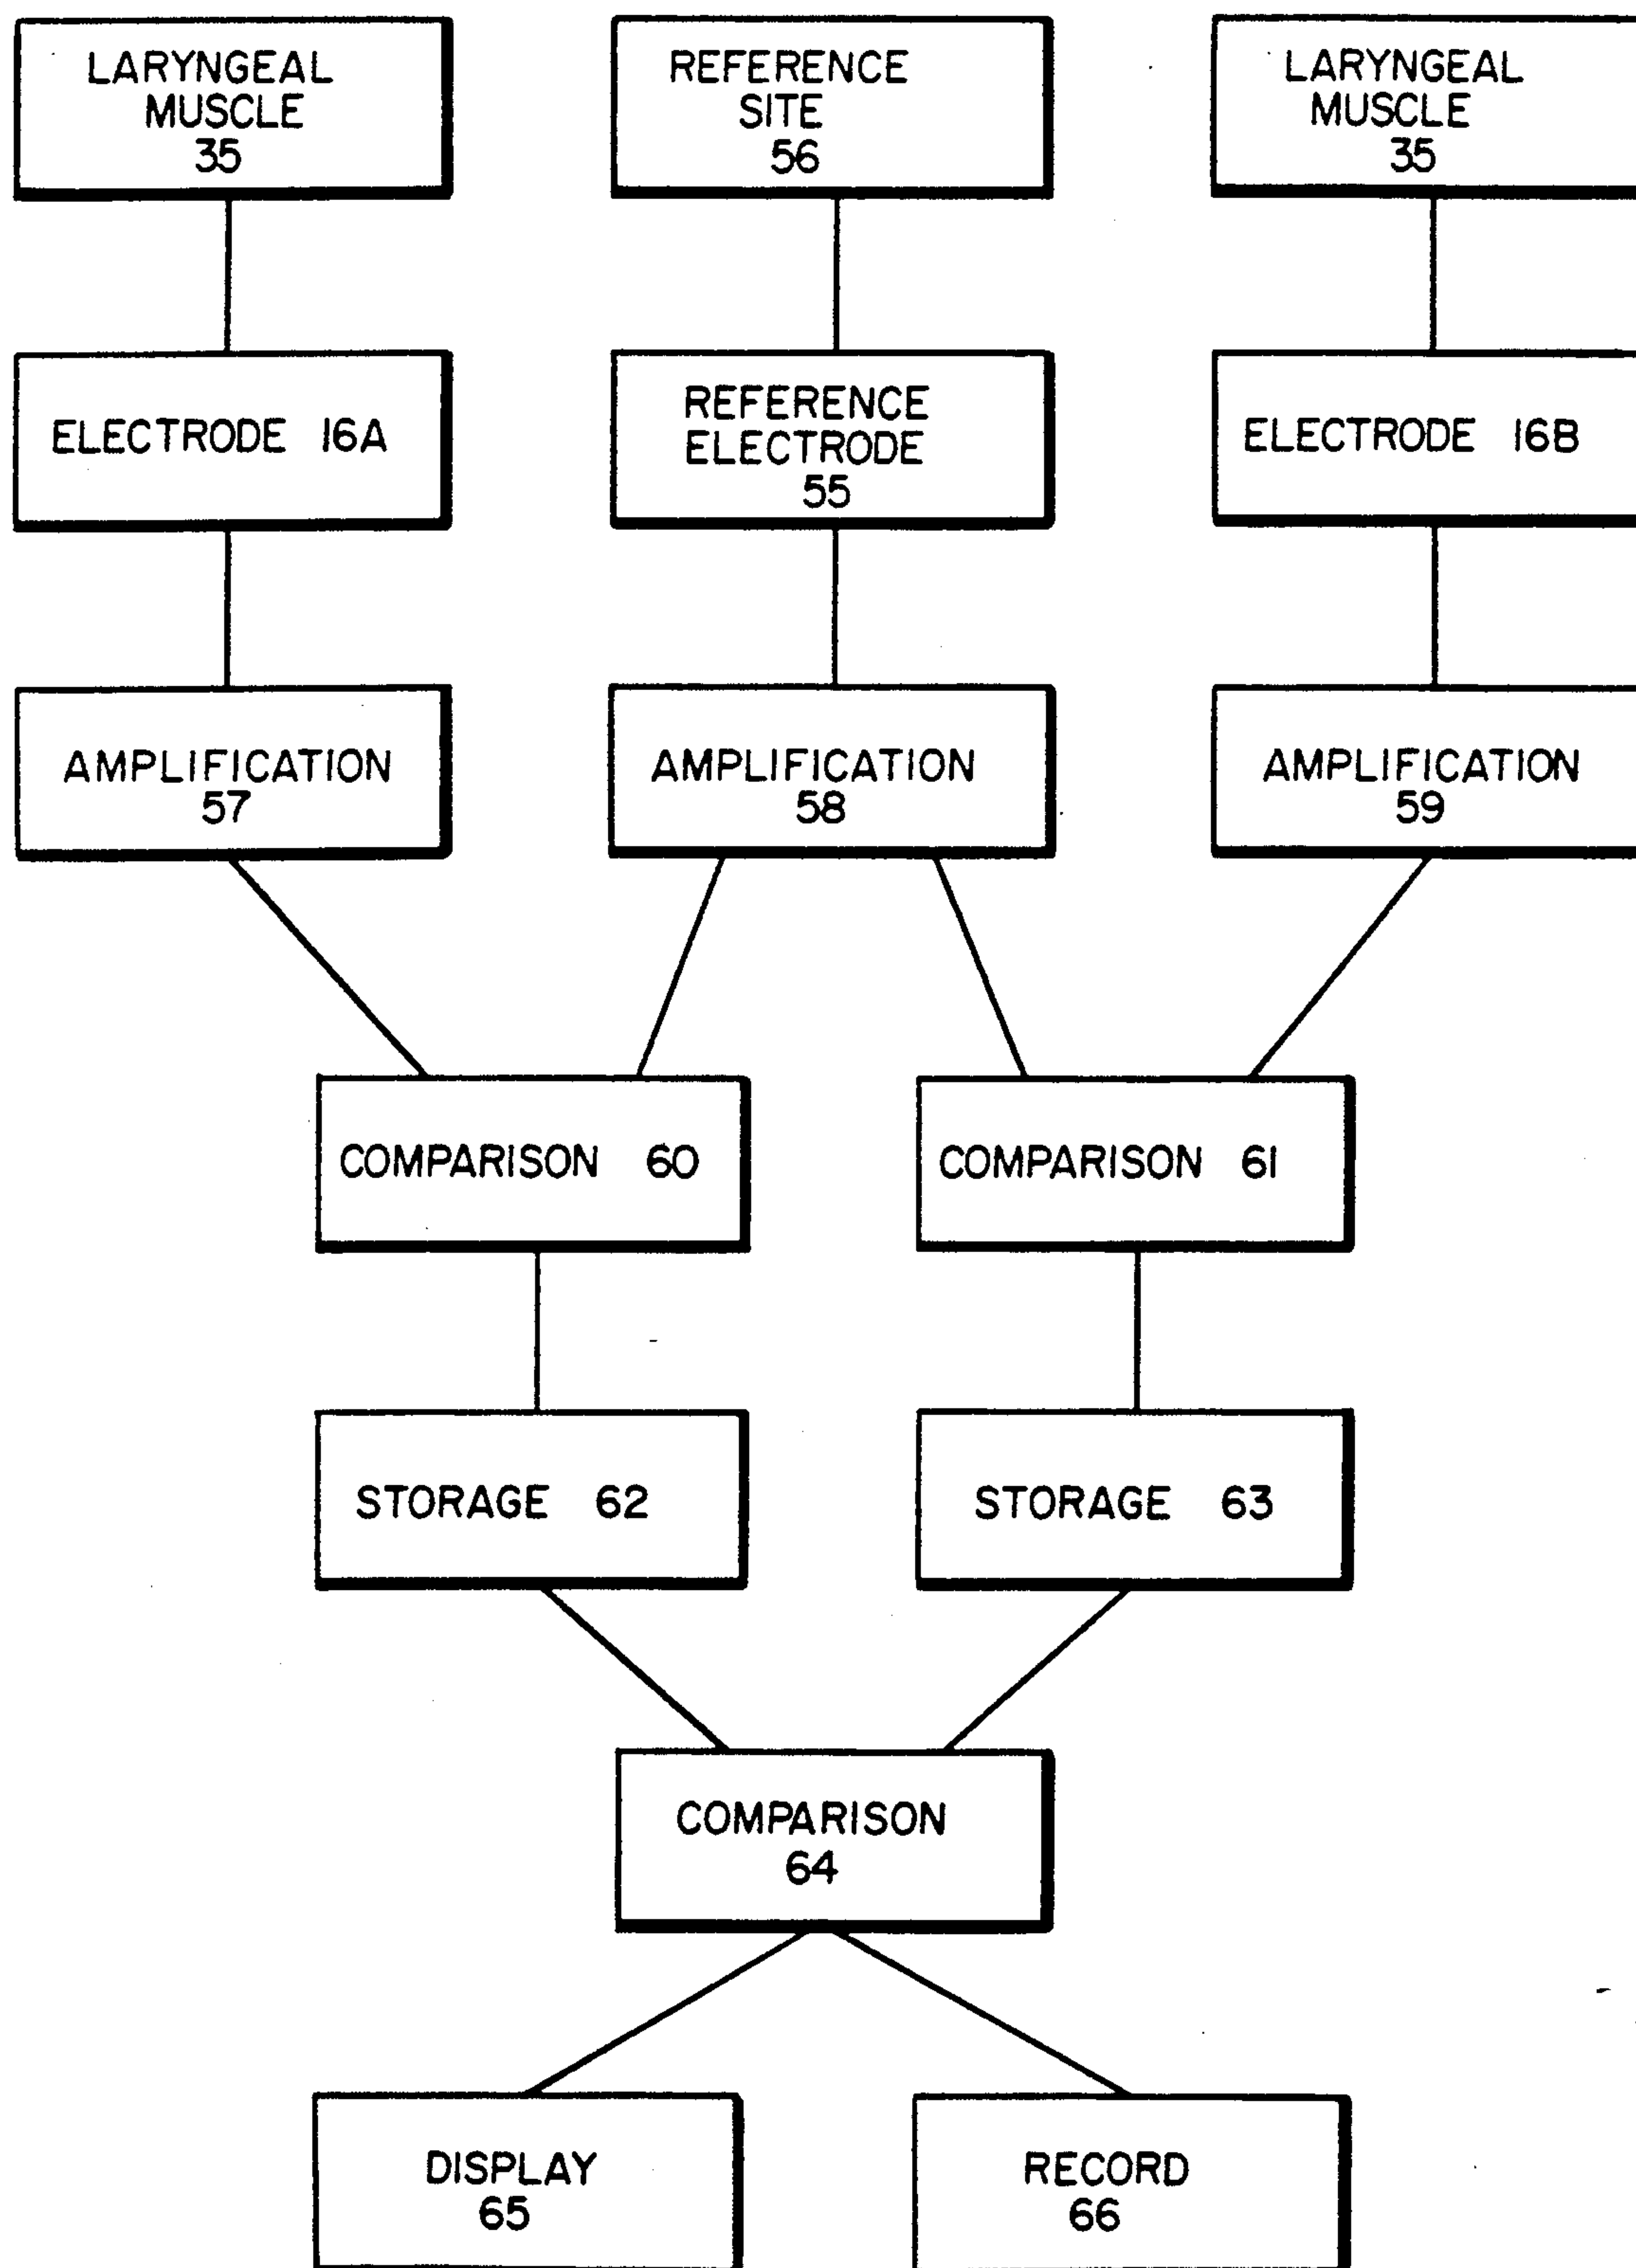 LARYNGEAL
MUSCLE
35
REFERENCE
SITE
56
LARYNGEAL
MUSCLE
35
ELECTRODE 16A
REFERENCE
ELECTRODE
55
ELECTRODE 16B
AMPLIFICATION
57
AMPLIFICATION
58
AMPLIFICATION
59
COMPARISON 60
COMPARISON 61
STORAGE 62
STORAGE 63
COMPARISON
64
DISPLAY
65
RECORD
66